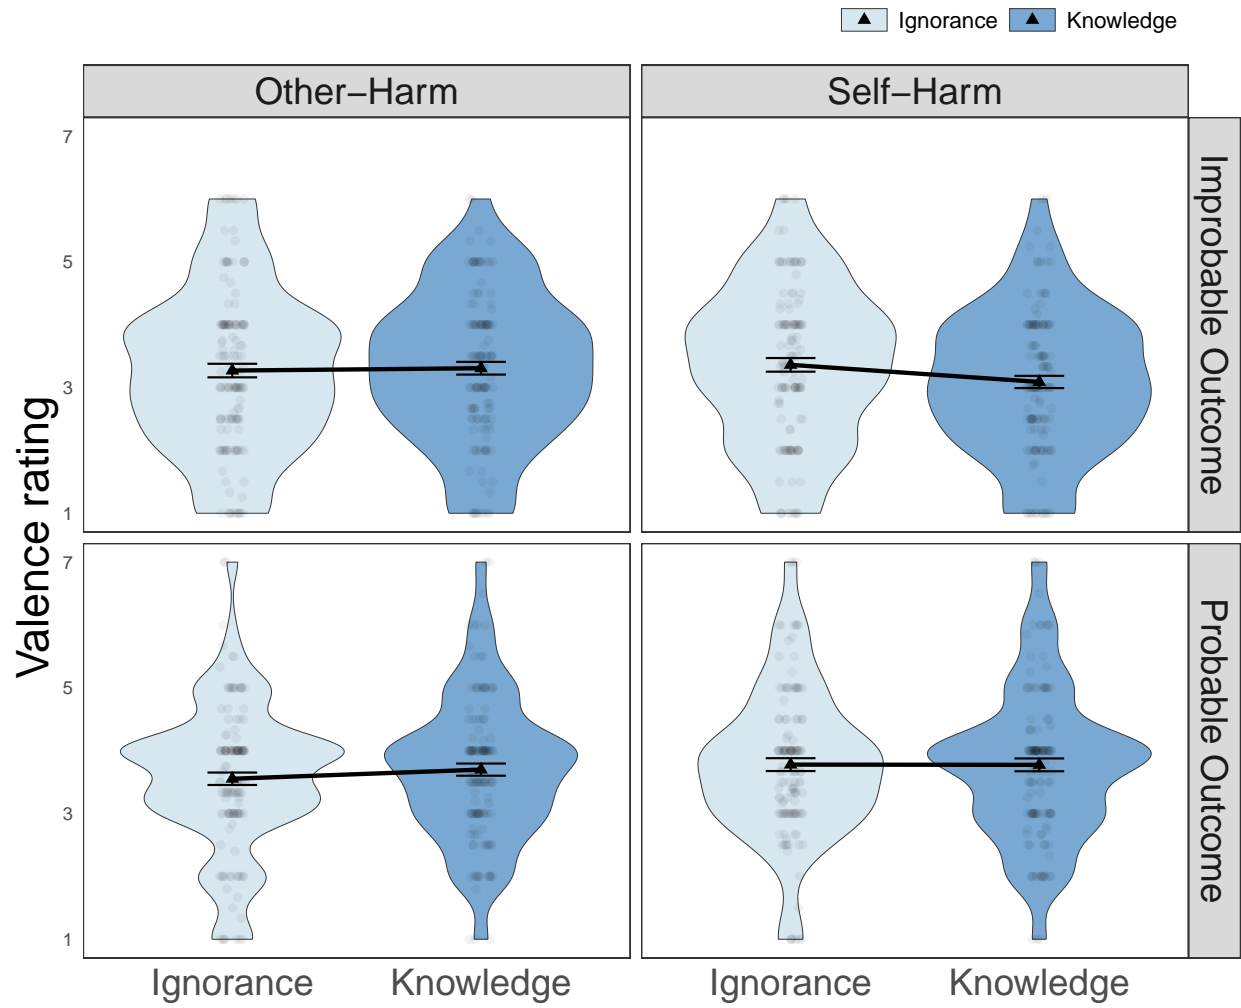 Ignorance Knowledge
Other−Harm
Self−Harm
Improbable Outcome
Probable Outcome
Valence rating
7
5
3
1
7
5
3
1
Ignorance
Knowledge
Ignorance
Knowledge